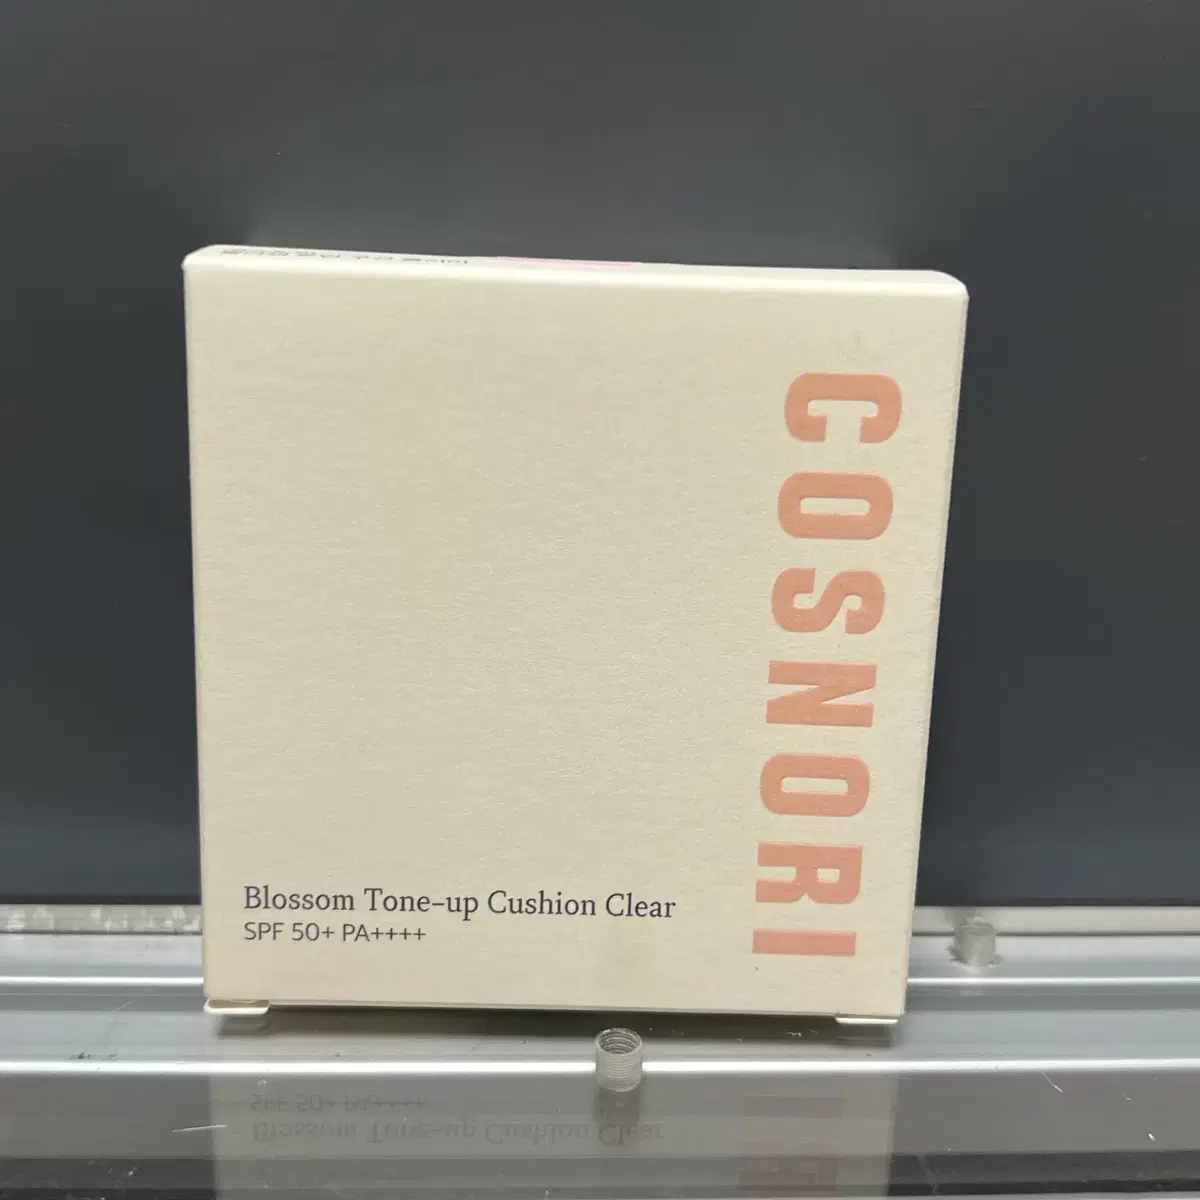 COSNORI
Blossom Tone-up Cushion Clear
SPF 50+ PA++++